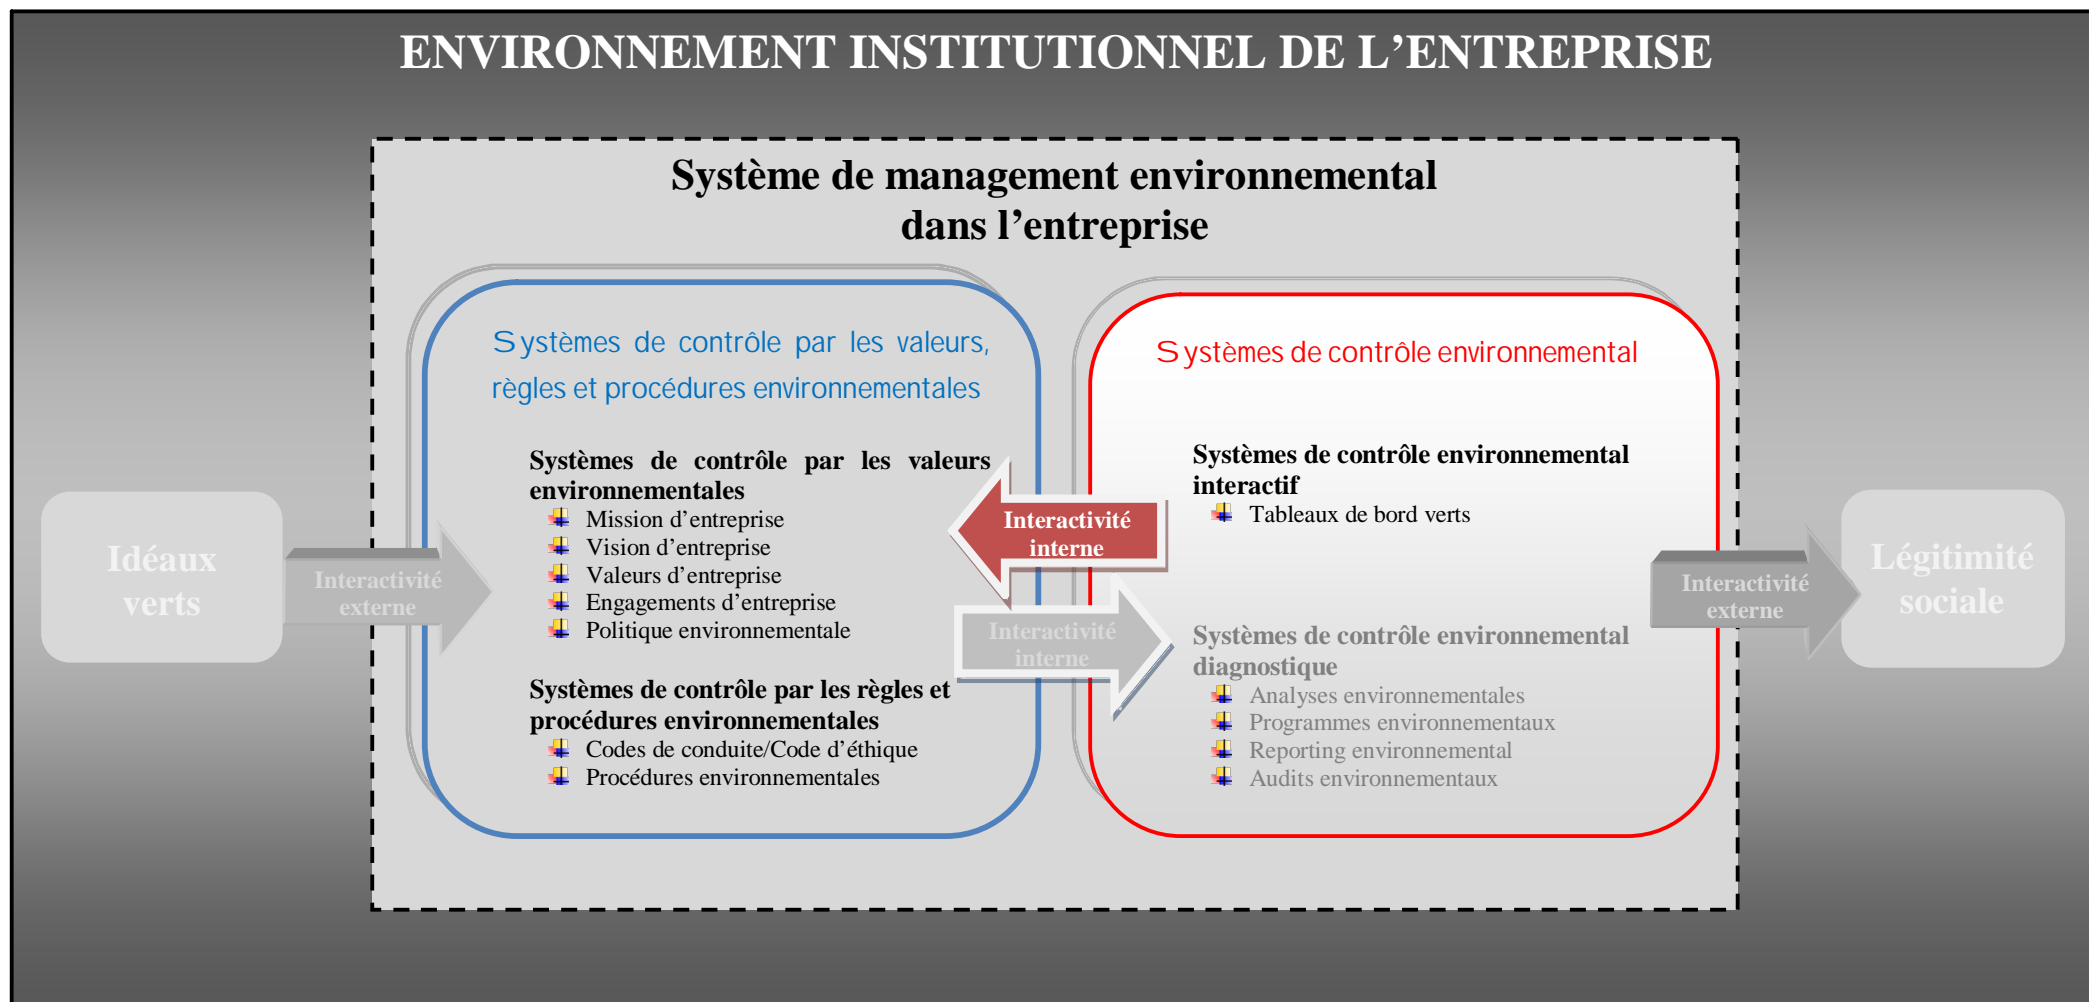 ENVIRONNEMENT INSTITUTIONNEL DE L’ENTREPRISE
Système de management environnemental
dans l’entreprise
Idéaux
verts
Interactivité
externe
Systèmes de contrôle par les valeurs,
règles et procédures environnementales
Systèmes de contrôle par les valeurs
environnementales
Mission d’entreprise
Vision d’entreprise
Valeurs d’entreprise
Engagements d’entreprise
Politique environnementale
Systèmes de contrôle par les règles et
procédures environnementales
Codes de conduite/Code d’éthique
Procédures environnementales
Interactivité
interne
Interactivité
interne
Systèmes de contrôle environnemental
Systèmes de contrôle environnemental
interactif
Tableaux de bord verts
Systèmes de contrôle environnemental
diagnostique
Analyses environnementales
Programmes environnementaux
Reporting environnemental
Audits environnementaux
Interactivité
externe
Légitimité
sociale